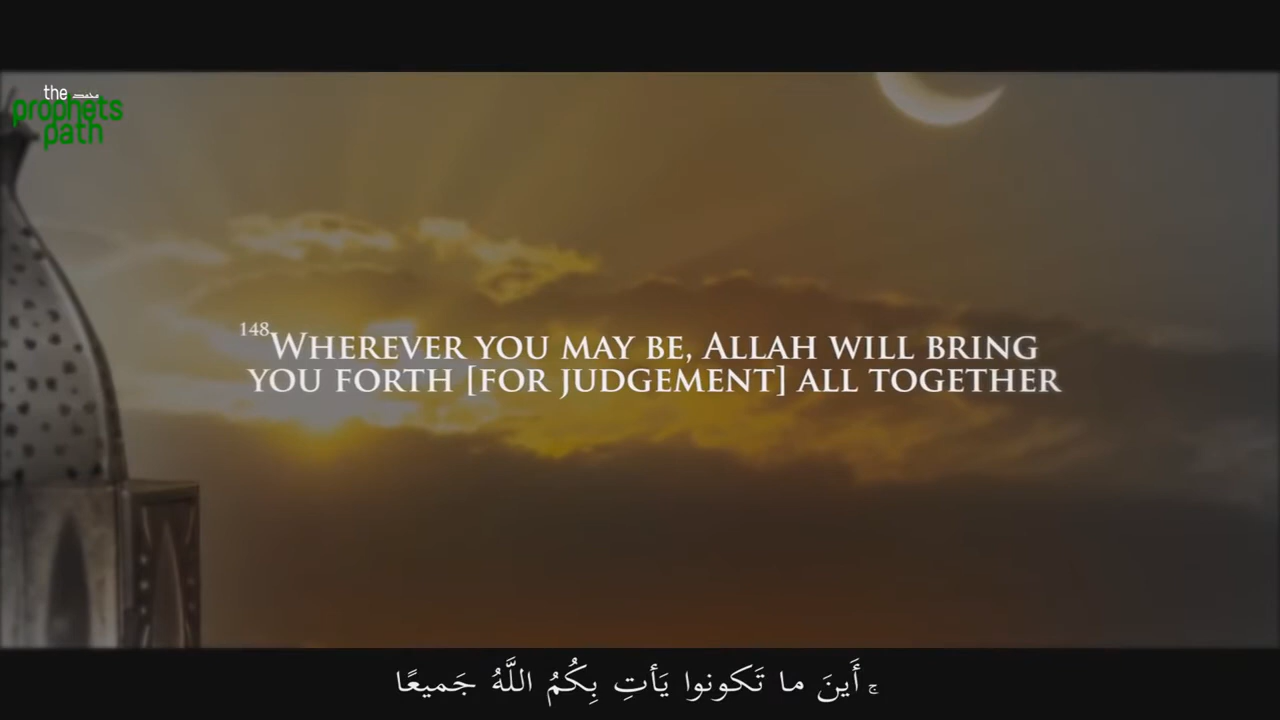 the محمد
prophets
path
148 WHEREVER YOU MAY BE, ALLAH WILL BRING
YOU FORTH [FOR JUDGEMENT] ALL TOGETHER
ۚ أَينَ ما تَكونوا يَأتِ بِكُمُ اللَّهُ جَميعًا